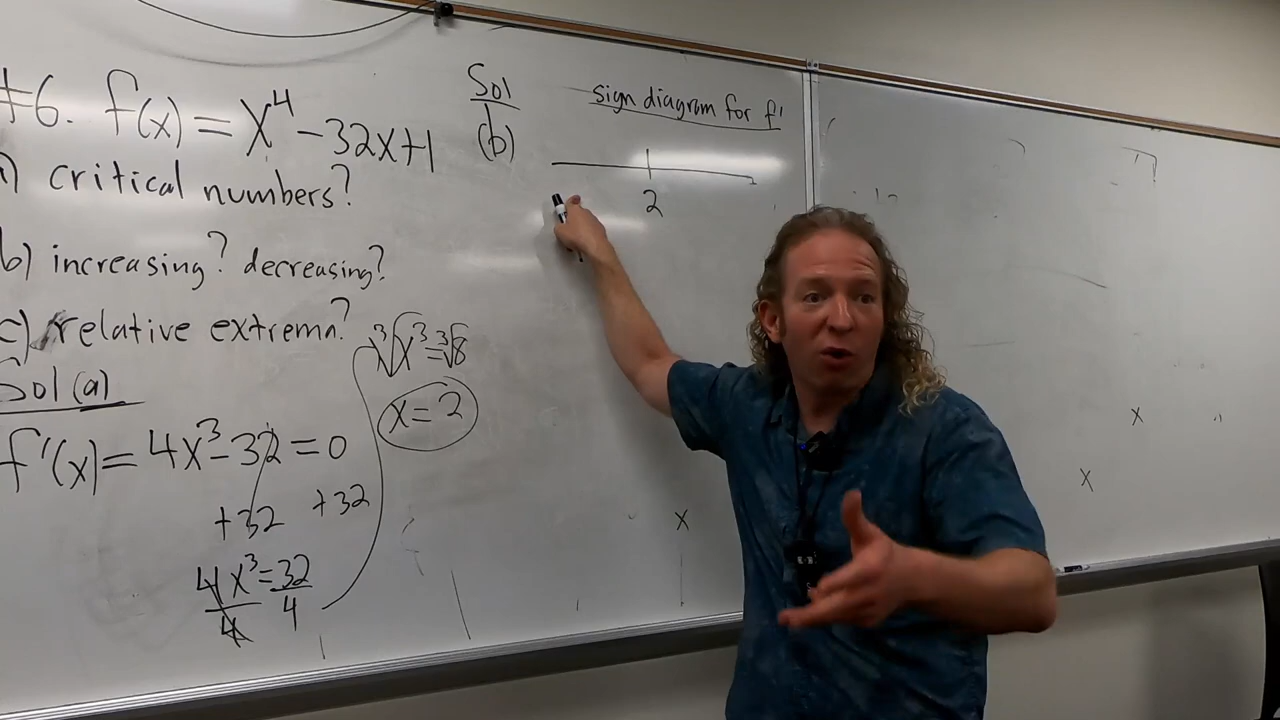 #6. f(x) = x⁴ - 32x + 1
a) critical numbers?
b) increasing? decreasing?
c) relative extrema?
Sol (a)
f'(x) = 4x³ - 32 = 0
+32 +32
4x³ = 32
4 4
∛x³ = ∛8
x = 2
Sol
(b)
sign diagram for f'
2
x
x
x